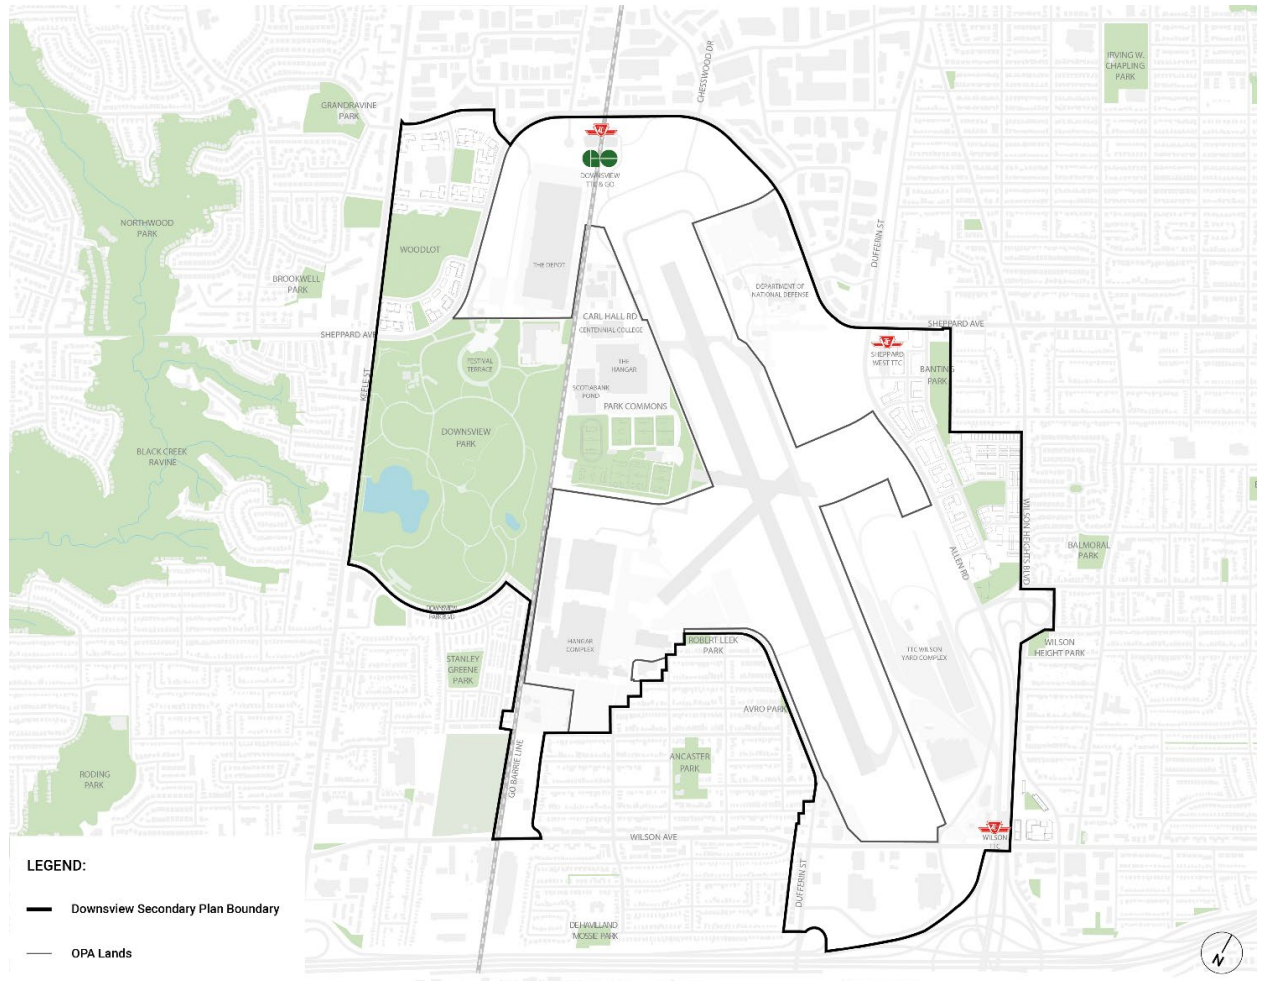 CHESSWOOD DR
IRVING W.
CHAPLING
PARK
GRANDRAVINE
PARK
GO
DOWNSVIEW
TTC & GO
NORTHWOOD
PARK
WOODLOT
DUFFERIN ST
THE DEPOT
BROOKWELL
PARK
DEPARTMENT OF
NATIONAL DEFENSE
CARL HALL RD
CENTENNIAL COLLEGE
SHEPPARD AVE
SHEPPARD AVE
SHEPPARD
WEST TTC
FESTIVAL
TERRACE
THE
HANGAR
BANTING
PARK
KEELE ST
SCOTIABANK
POND
PARK COMMONS
DOWNSVIEW
PARK
BLACK CREEK
RAVINE
WILSON HEIGHTS BLVD
ALLEN RD
BALMORAL
PARK
DOWNSVIEW
PARK BLVD
HANGAR
COMPLEX
ROBERT LEEK
PARK
TTC WILSON
YARD COMPLEX
WILSON
HEIGHT PARK
STANLEY
GREENE
PARK
AVRO PARK
GO BARRIE LINE
ANCASTER
PARK
RODING
PARK
WILSON AVE
WILSON
TTC
DUFFERIN ST
DEHAVILLAND
'MOSSIE' PARK
LEGEND:
Downsview Secondary Plan Boundary
OPA Lands
N